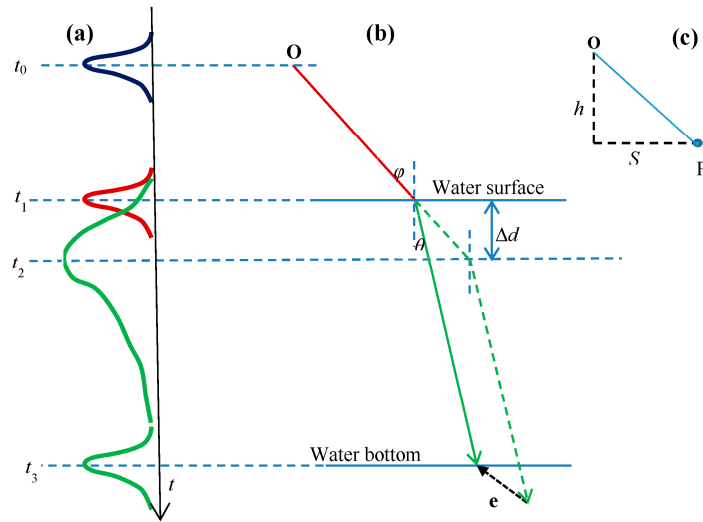 (a)
(b)
(c)
t0
O
O
h
S
P
φ
t1
Water surface
θ
Δd
t2
Water bottom
t3
t
e